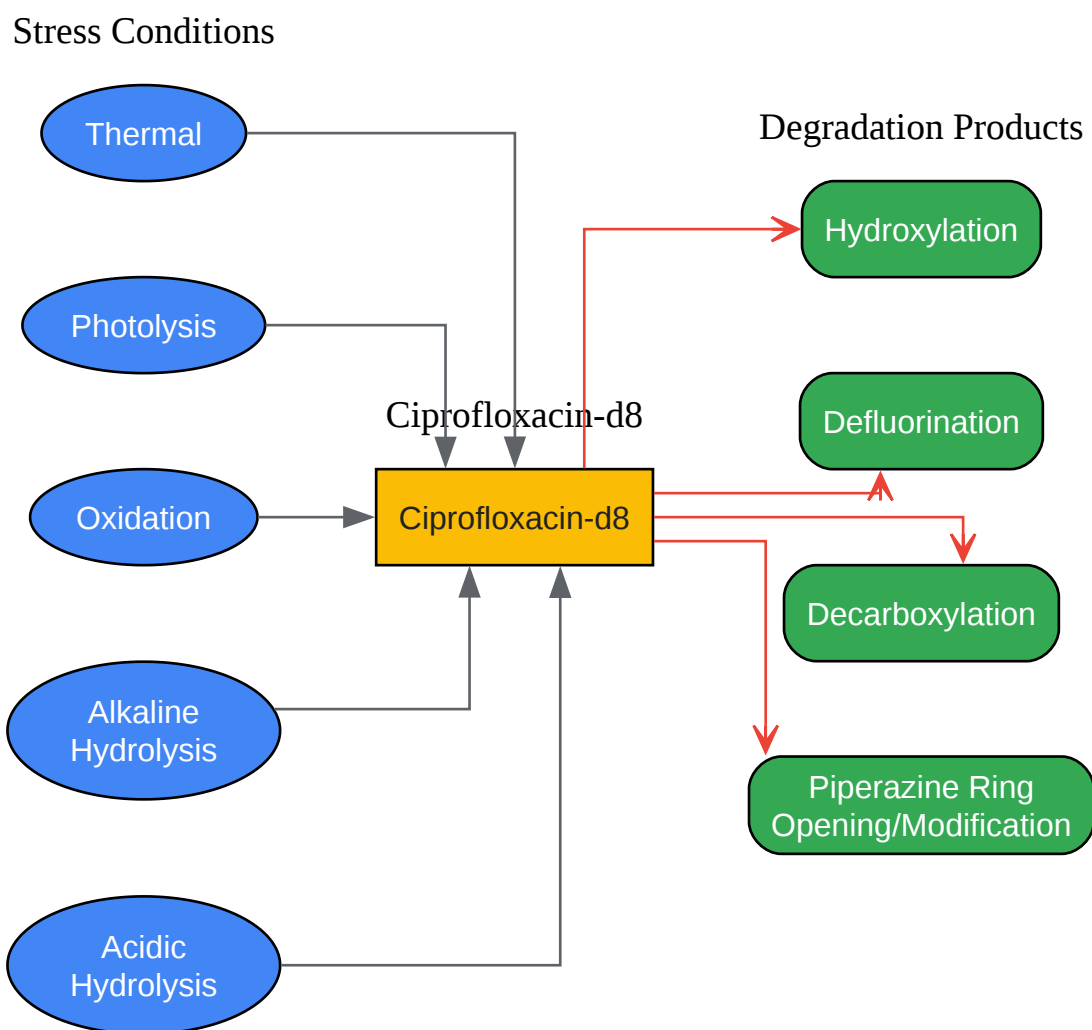 Stress Conditions
Thermal
Photolysis
Oxidation
Alkaline
Hydrolysis
Acidic
Hydrolysis
Ciprofloxacin-d8
Ciprofloxacin-d8
Degradation Products
Hydroxylation
Defluorination
Decarboxylation
Piperazine Ring
Opening/Modification